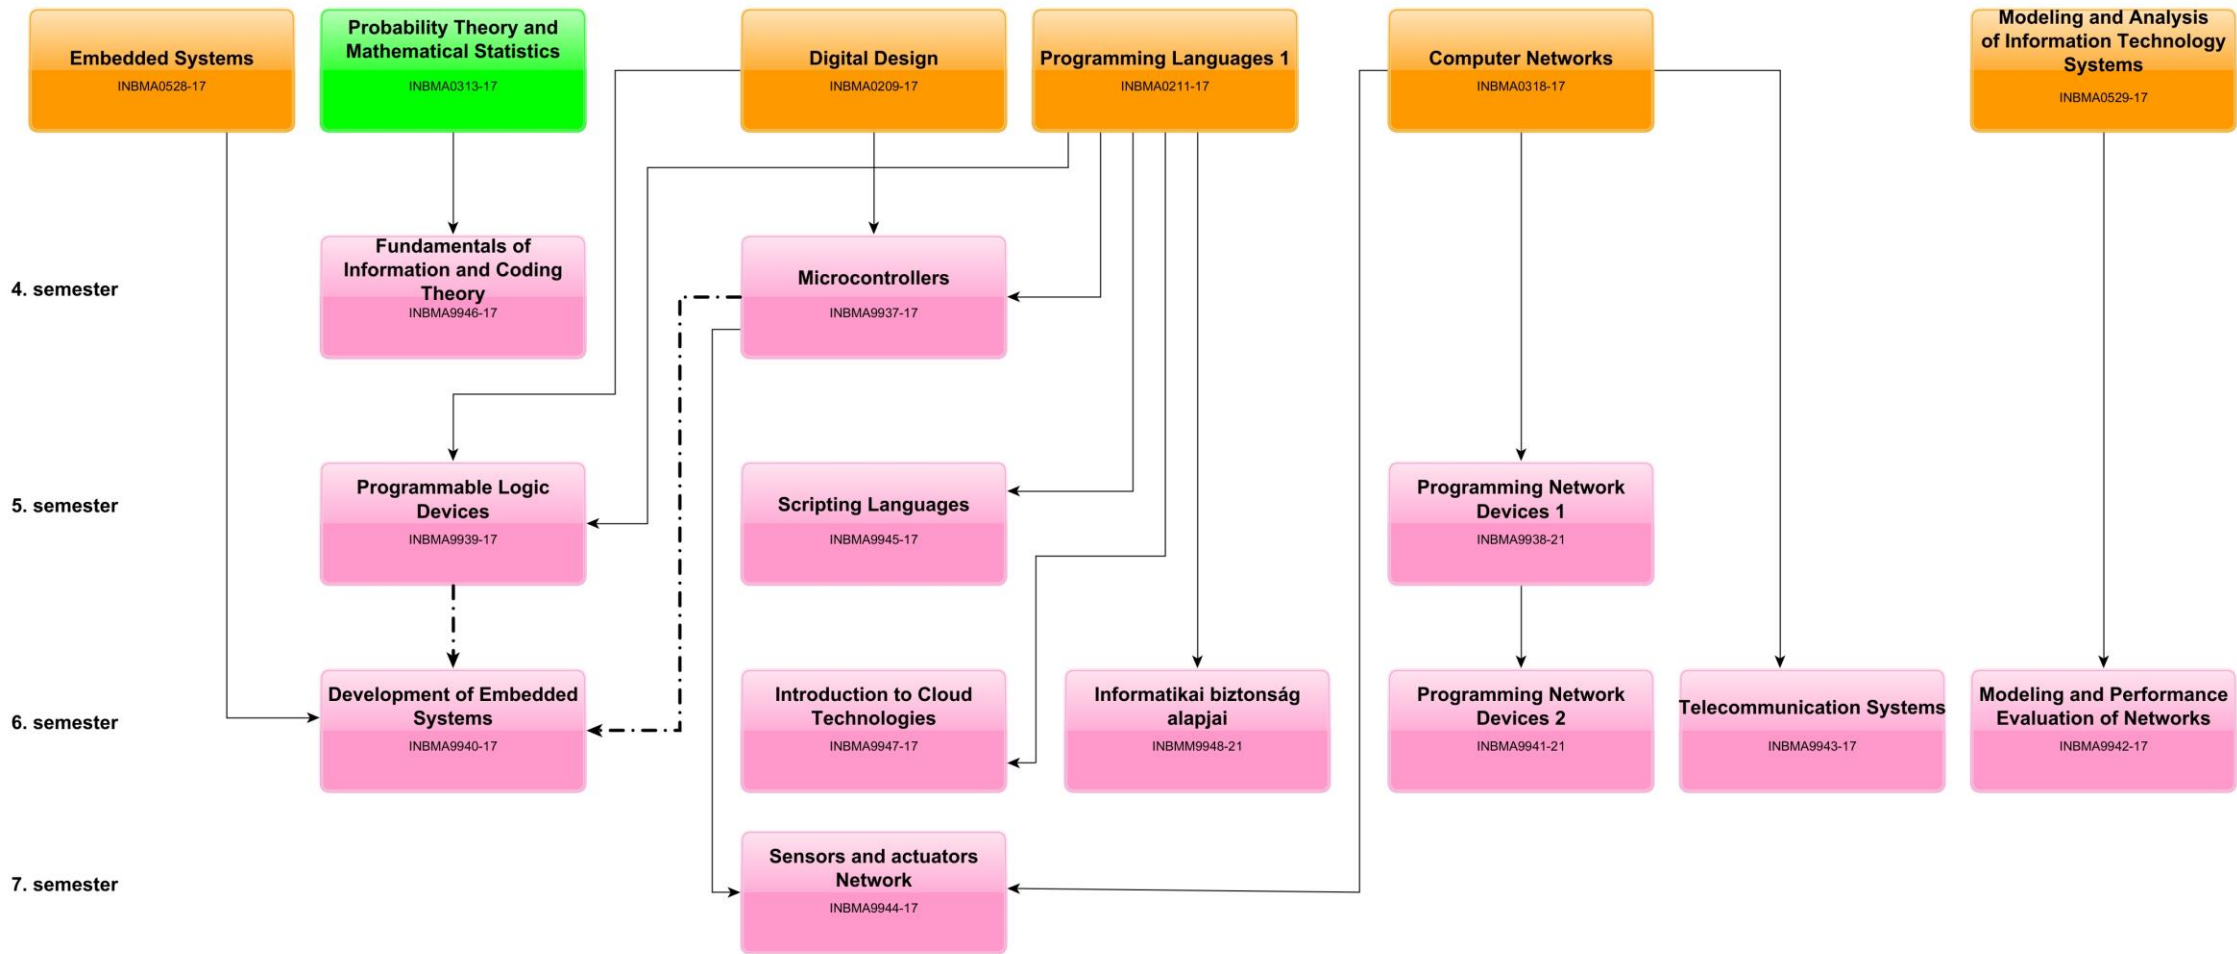 Embedded Systems
INBMA0528-17
Probability Theory and
Mathematical Statistics
INBMA0313-17
Digital Design
INBMA0209-17
Programming Languages 1
INBMA0211-17
Computer Networks
INBMA0318-17
Modeling and Analysis
of Information Technology
Systems
INBMA0529-17
4. semester
Fundamentals of
Information and Coding
Theory
INBMA9946-17
Microcontrollers
INBMA9937-17
5. semester
Programmable Logic
Devices
INBMA9939-17
Scripting Languages
INBMA9945-17
Programming Network
Devices 1
INBMA9938-21
6. semester
Development of Embedded
Systems
INBMA9940-17
Introduction to Cloud
Technologies
INBMA9947-17
Informatikai biztonság
alapjai
INBMM9948-21
Programming Network
Devices 2
INBMA9941-21
Telecommunication Systems
INBMA9943-17
Modeling and Performance
Evaluation of Networks
INBMA9942-17
7. semester
Sensors and actuators
Network
INBMA9944-17